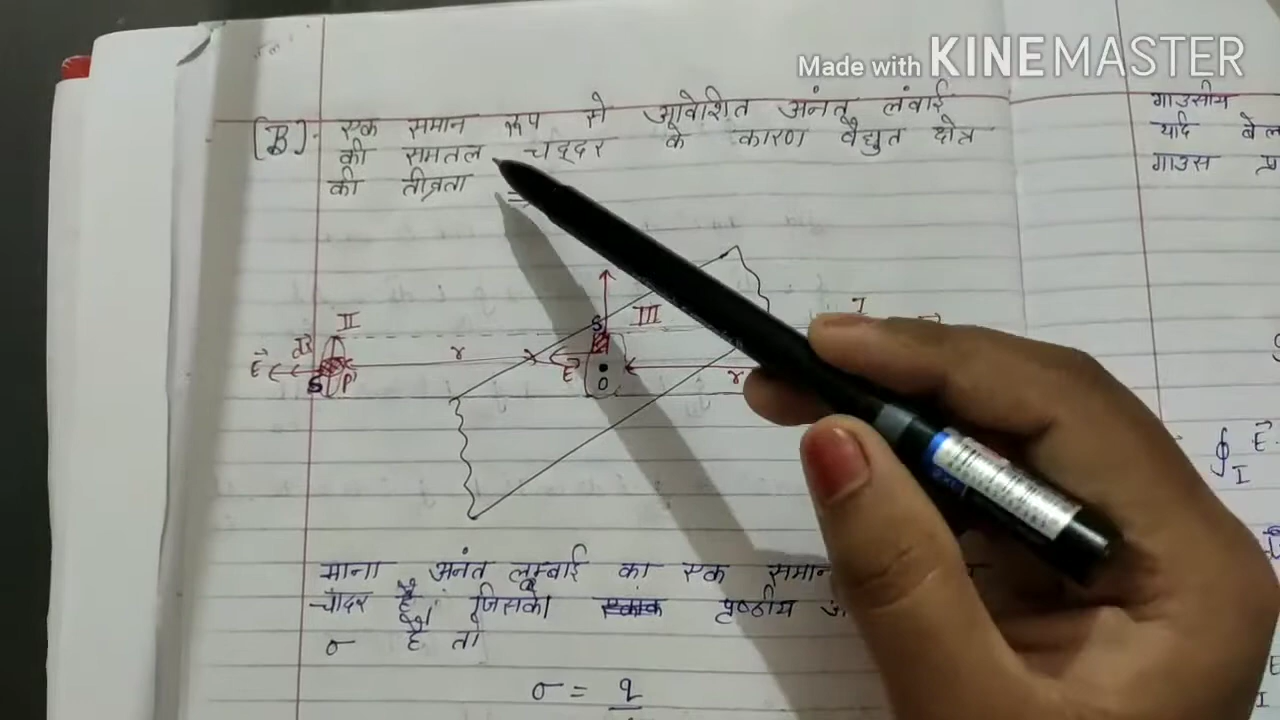 Made with KINEMASTER
[B]. एक समान रूप से आवेशित अनंत लंबाई
की समतल चद्दर के कारण वैद्युत क्षेत्र
की तीव्रता ⇒
गाउसीय
यदि बेल
गाउस प्र
II
III
I
S
dS
E⃗
S
P'
r
E⃗
O
r
∮ E⃗.
I
माना अनंत लम्बाई का एक समान
चादर है जिसका पृष्ठीय
σ है तो
σ = q
E
I